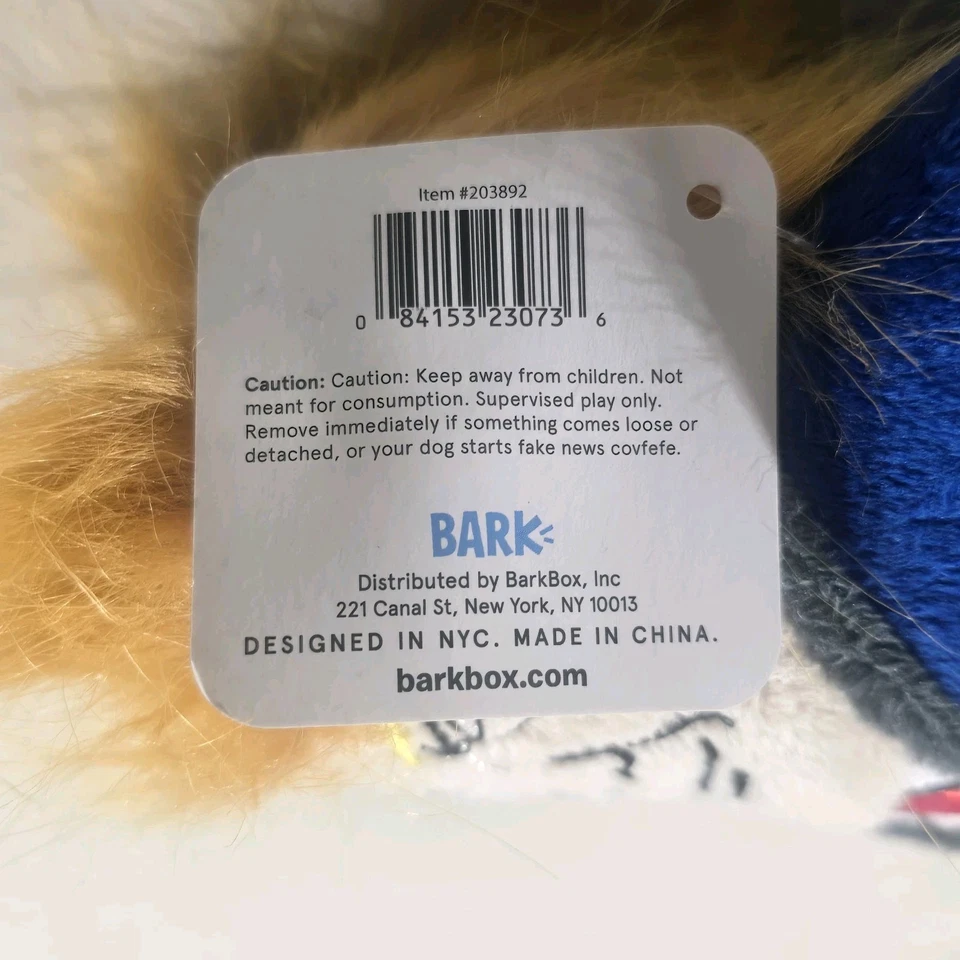 Item #203892
0 84153 23073 6
Caution: Caution: Keep away from children. Not
meant for consumption. Supervised play only.
Remove immediately if something comes loose or
detached, or your dog starts fake news covfefe.
BARK
Distributed by BarkBox, Inc
221 Canal St, New York, NY 10013
DESIGNED IN NYC. MADE IN CHINA.
barkbox.com